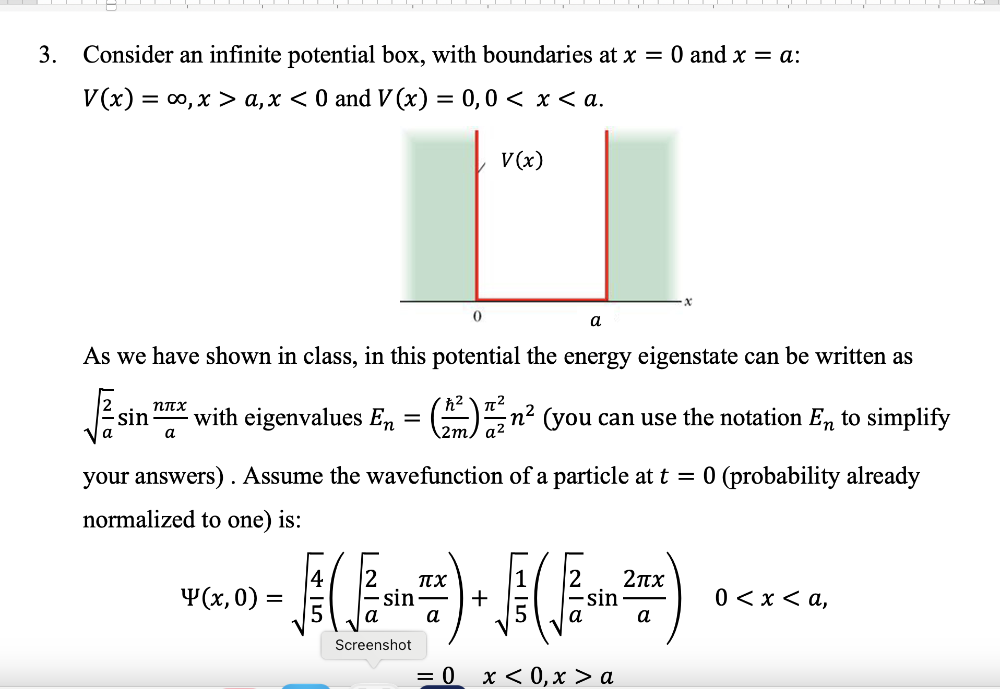 3. Consider an infinite potential box, with boundaries at x = 0 and x = a:
V(x) = ∞, x > a, x < 0 and V(x) = 0, 0 < x < a.
V(x)
x
0
a
As we have shown in class, in this potential the energy eigenstate can be written as
√(2/a) sin nπx/a with eigenvalues Eₙ = (ħ²/2m) π²/a² n² (you can use the notation Eₙ to simplify
your answers) . Assume the wavefunction of a particle at t = 0 (probability already
normalized to one) is:
Ψ(x, 0) = √(4/5) (√(2/a) sin πx/a) + √(1/5) (√(2/a) sin 2πx/a) 0 < x < a,
Screenshot
= 0 x < 0, x > a